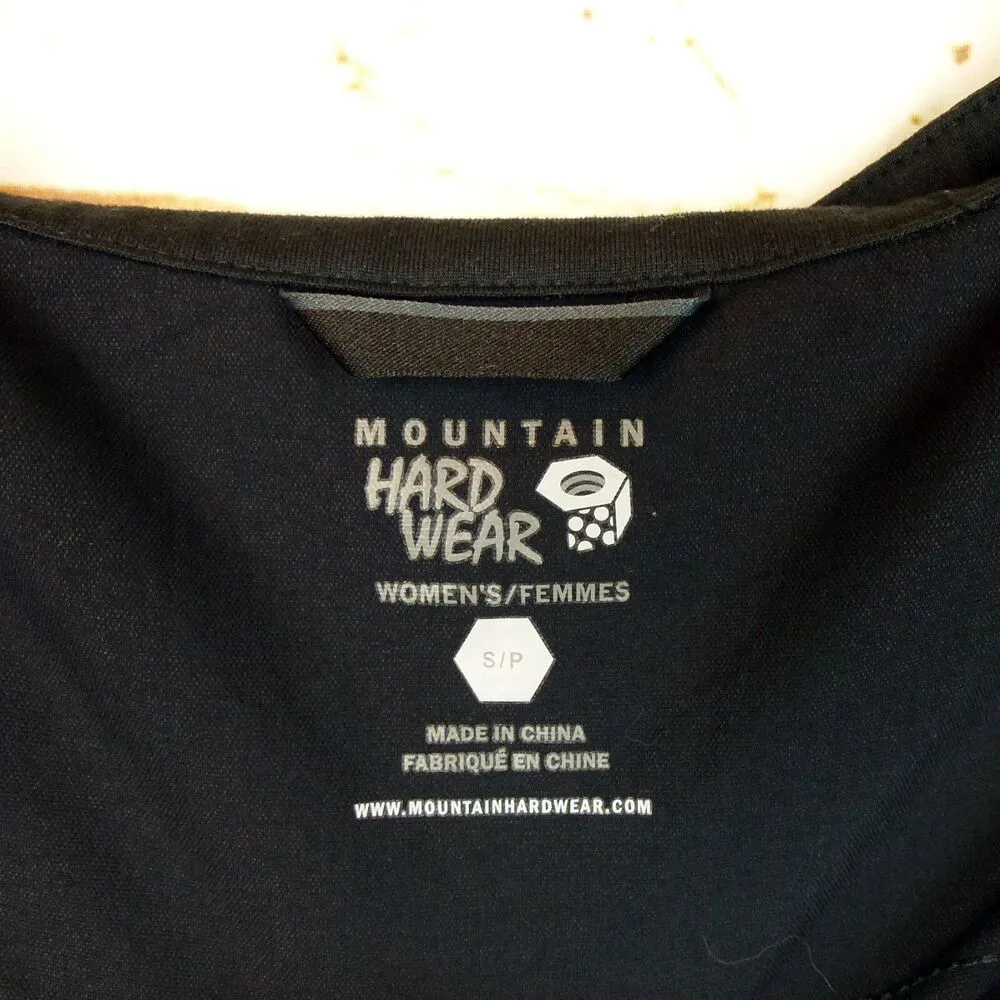 MOUNTAIN
HARD
WEAR
WOMEN'S/FEMMES
S/P
MADE IN CHINA
FABRIQUÉ EN CHINE
WWW.MOUNTAINHARDWEAR.COM